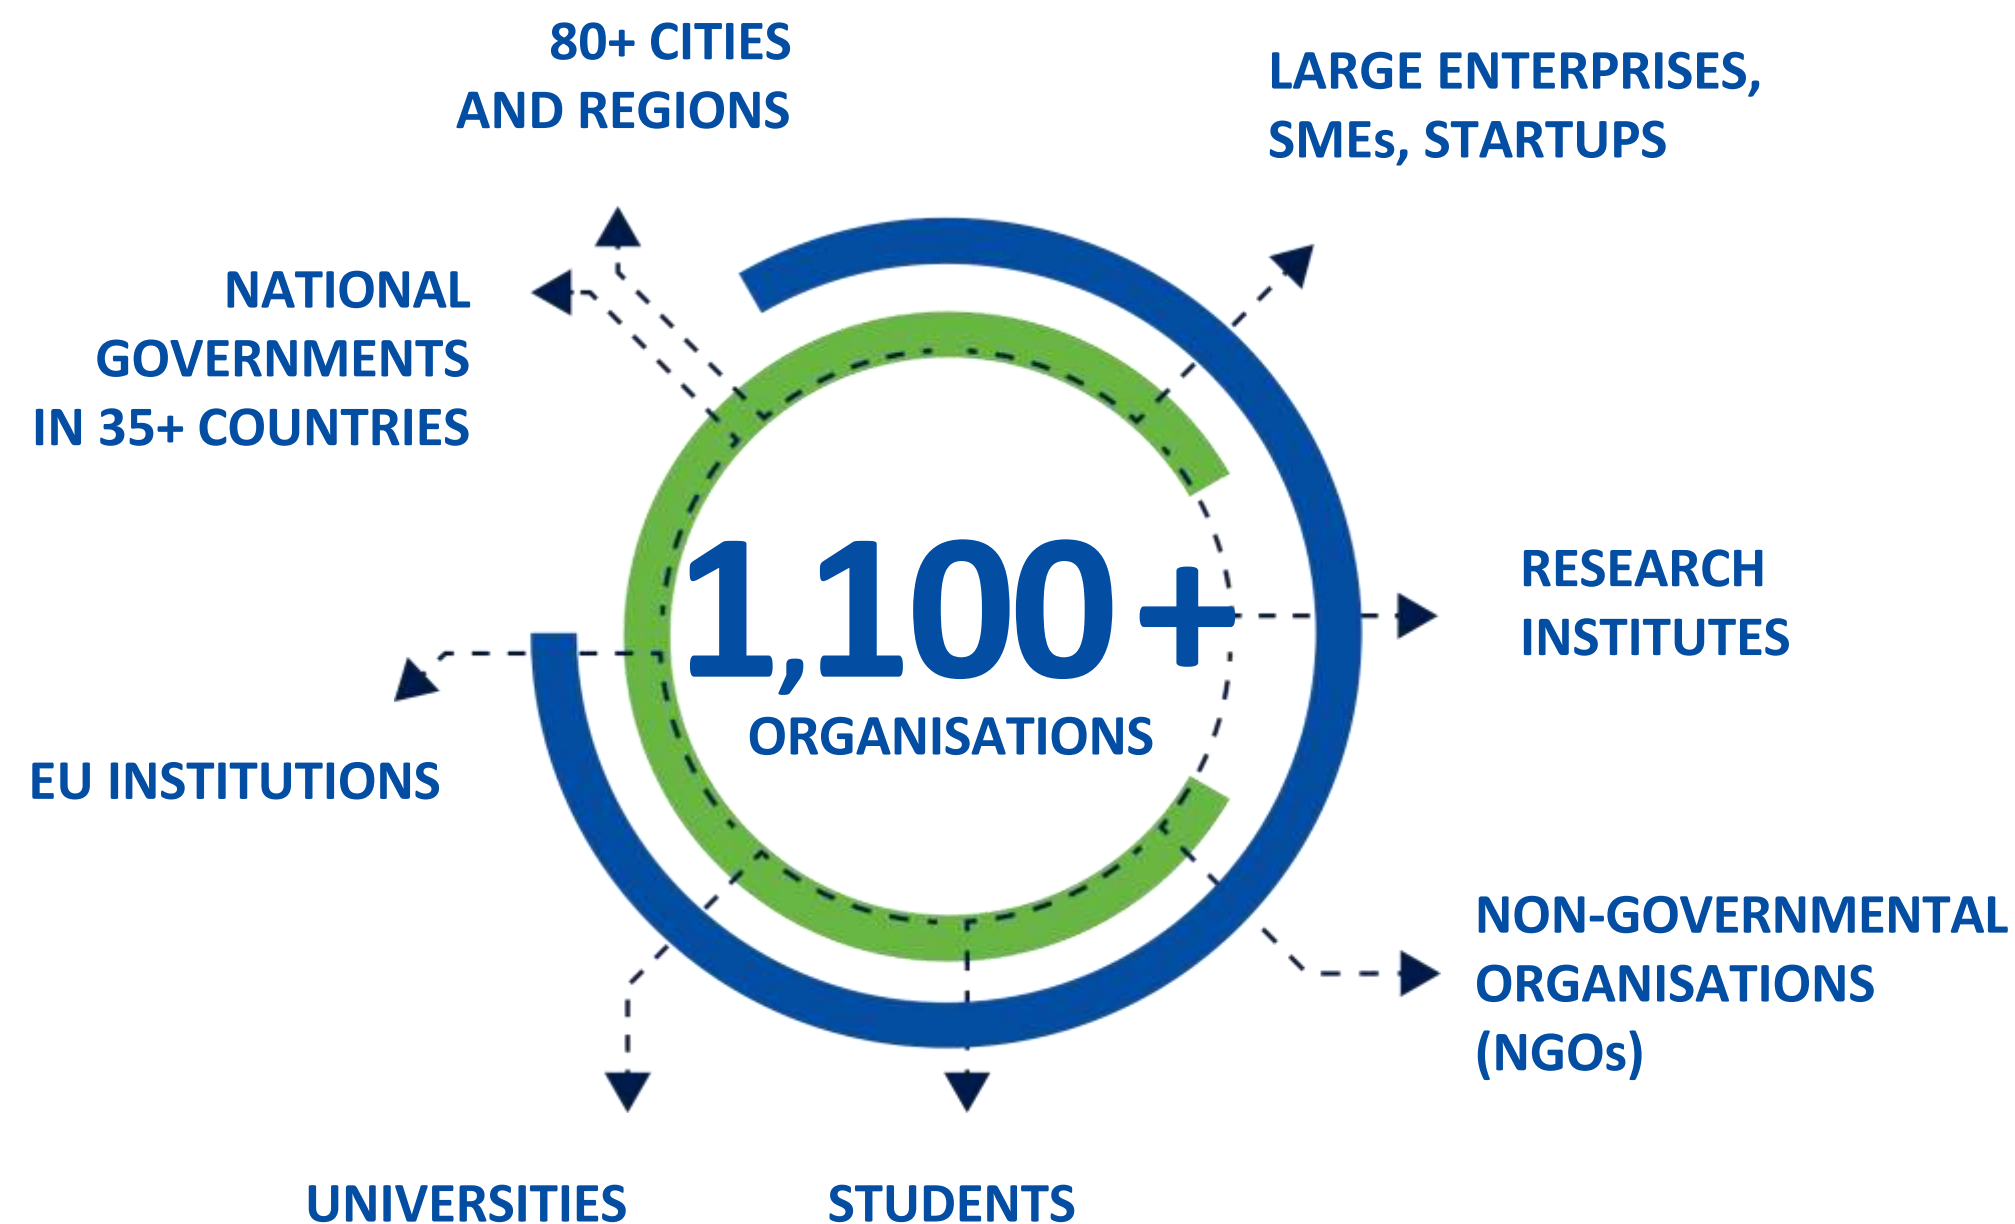 80+ CITIES
AND REGIONS
LARGE ENTERPRISES,
SMEs, STARTUPS
NATIONAL
GOVERNMENTS
IN 35+ COUNTRIES
1,100+
ORGANISATIONS
RESEARCH
INSTITUTES
EU INSTITUTIONS
NON-GOVERNMENTAL
ORGANISATIONS
(NGOs)
UNIVERSITIES
STUDENTS